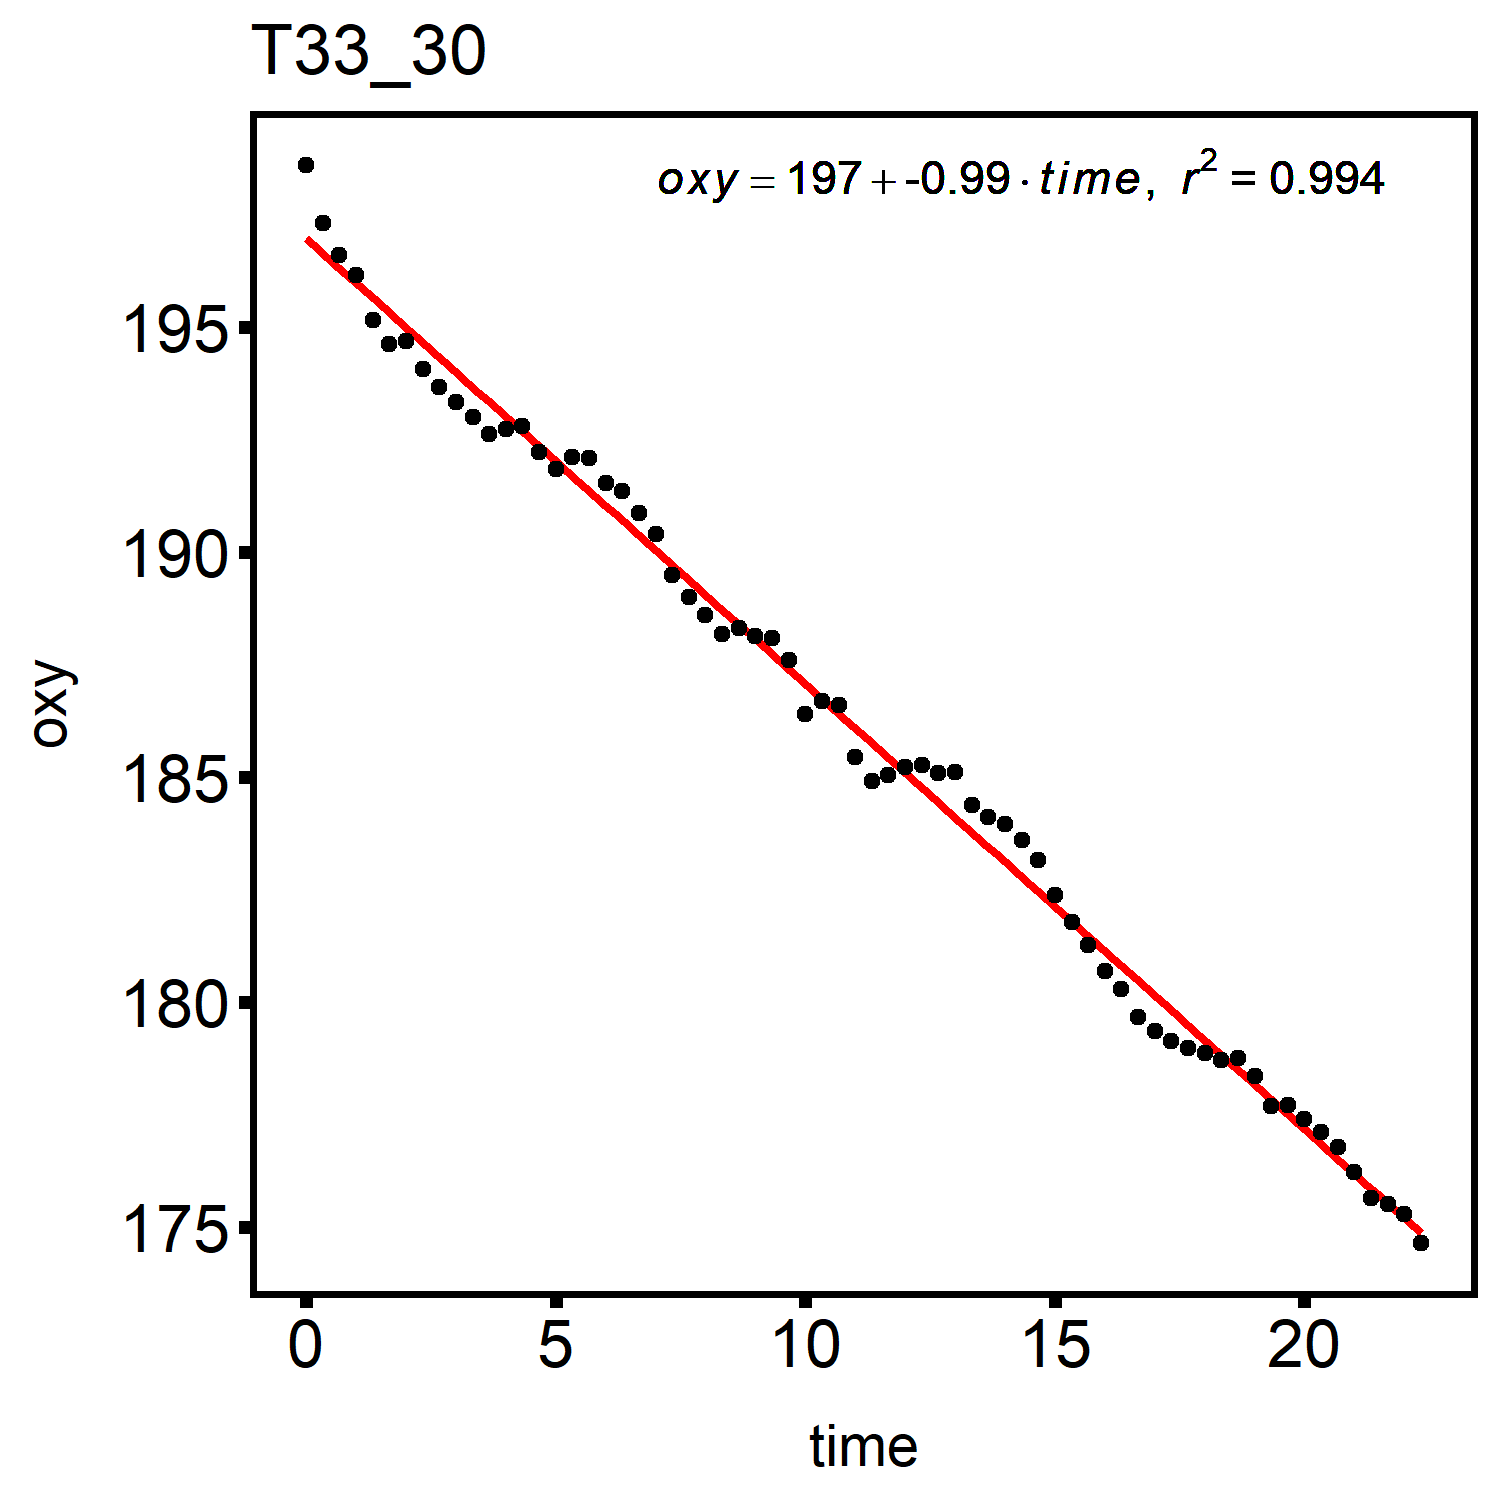 T33_30
oxy = 197 + -0.99 · time, r² = 0.994
195
190
185
180
175
oxy
0 5 10 15 20
time